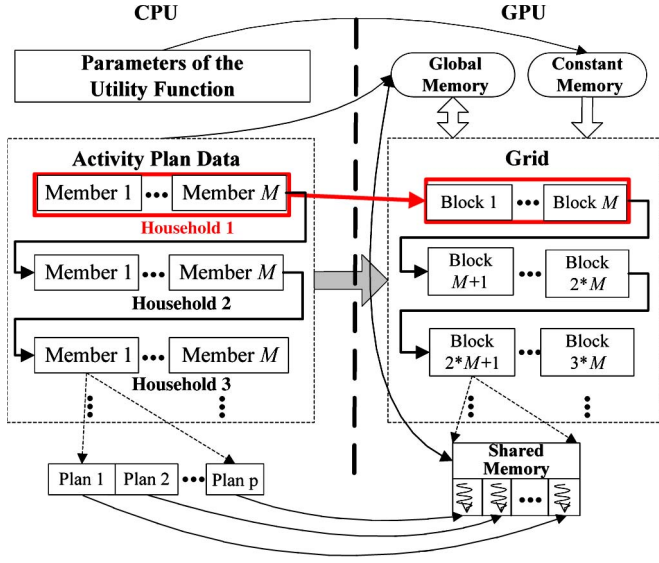 CPU
GPU
Parameters of the
Utility Function
Global
Memory
Constant
Memory
Activity Plan Data
Member 1 ••• Member M
Household 1
Member 1 ••• Member M
Household 2
Member 1 ••• Member M
Household 3
Plan 1 Plan 2 ••• Plan p
Grid
Block 1 ••• Block M
Block
M+1
•••
Block
2*M
Block
2*M+1
•••
Block
3*M
Shared
Memory
•••